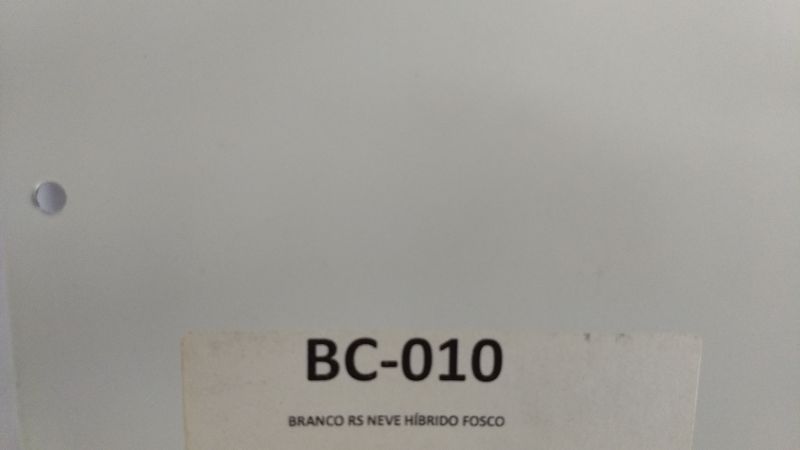 BC-010
BRANCO RS NEVE HÍBRIDO FOSCO